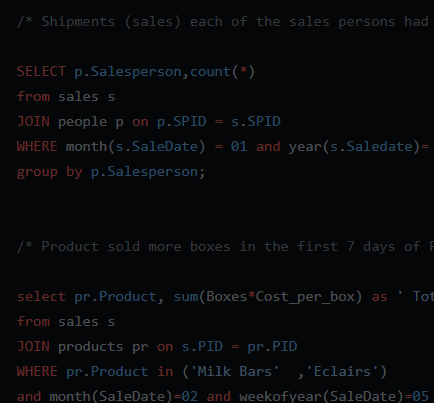 /* Shipments (sales) each of the sales persons had
SELECT p.Salesperson,count(*)
from sales s
JOIN people p on p.SPID = s.SPID
WHERE month(s.SaleDate) = 01 and year(s.Saledate)=
group by p.Salesperson;
/* Product sold more boxes in the first 7 days of F
select pr.Product, sum(Boxes*Cost_per_box) as ' Tot
from sales s
JOIN products pr on s.PID = pr.PID
WHERE pr.Product in ('Milk Bars'  ,'Eclairs')
and month(SaleDate)=02 and weekofyear(SaleDate)=05